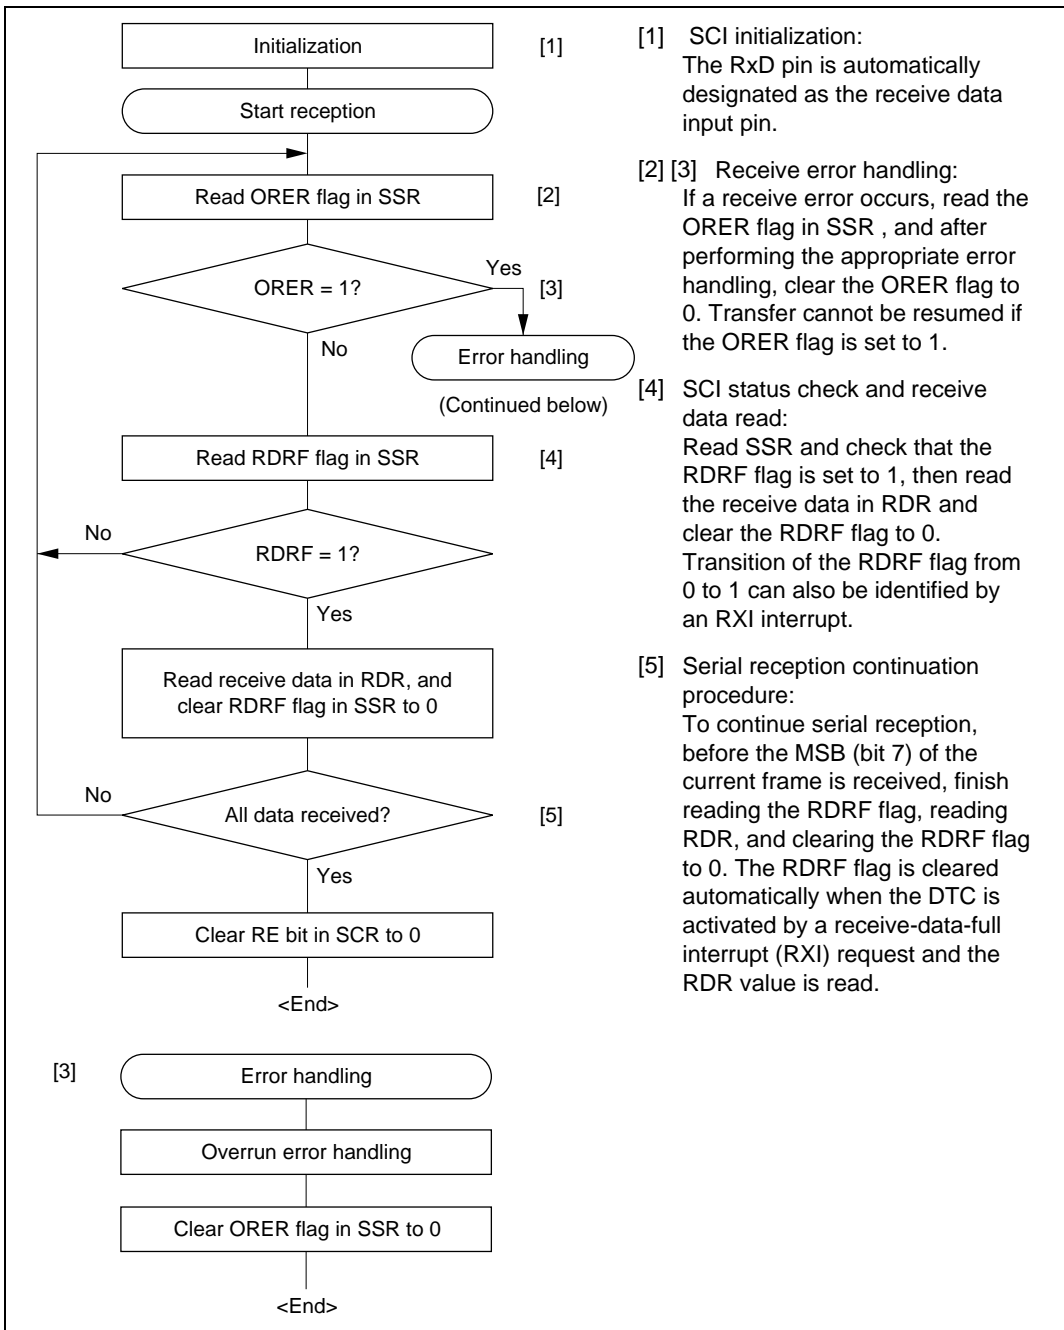 Initialization
[1]
Start reception
Read ORER flag in SSR
[2]
ORER = 1?
Yes
[3]
No
Error handling
(Continued below)
Read RDRF flag in SSR
[4]
No
RDRF = 1?
Yes
Read receive data in RDR, and
clear RDRF flag in SSR to 0
No
All data received?
[5]
Yes
Clear RE bit in SCR to 0
<End>
[3]
Error handling
Overrun error handling
Clear ORER flag in SSR to 0
<End>
[1] SCI initialization:
The RxD pin is automatically
designated as the receive data
input pin.
[2] [3] Receive error handling:
If a receive error occurs, read the
ORER flag in SSR , and after
performing the appropriate error
handling, clear the ORER flag to
0. Transfer cannot be resumed if
the ORER flag is set to 1.
[4] SCI status check and receive
data read:
Read SSR and check that the
RDRF flag is set to 1, then read
the receive data in RDR and
clear the RDRF flag to 0.
Transition of the RDRF flag from
0 to 1 can also be identified by
an RXI interrupt.
[5] Serial reception continuation
procedure:
To continue serial reception,
before the MSB (bit 7) of the
current frame is received, finish
reading the RDRF flag, reading
RDR, and clearing the RDRF flag
to 0. The RDRF flag is cleared
automatically when the DTC is
activated by a receive-data-full
interrupt (RXI) request and the
RDR value is read.